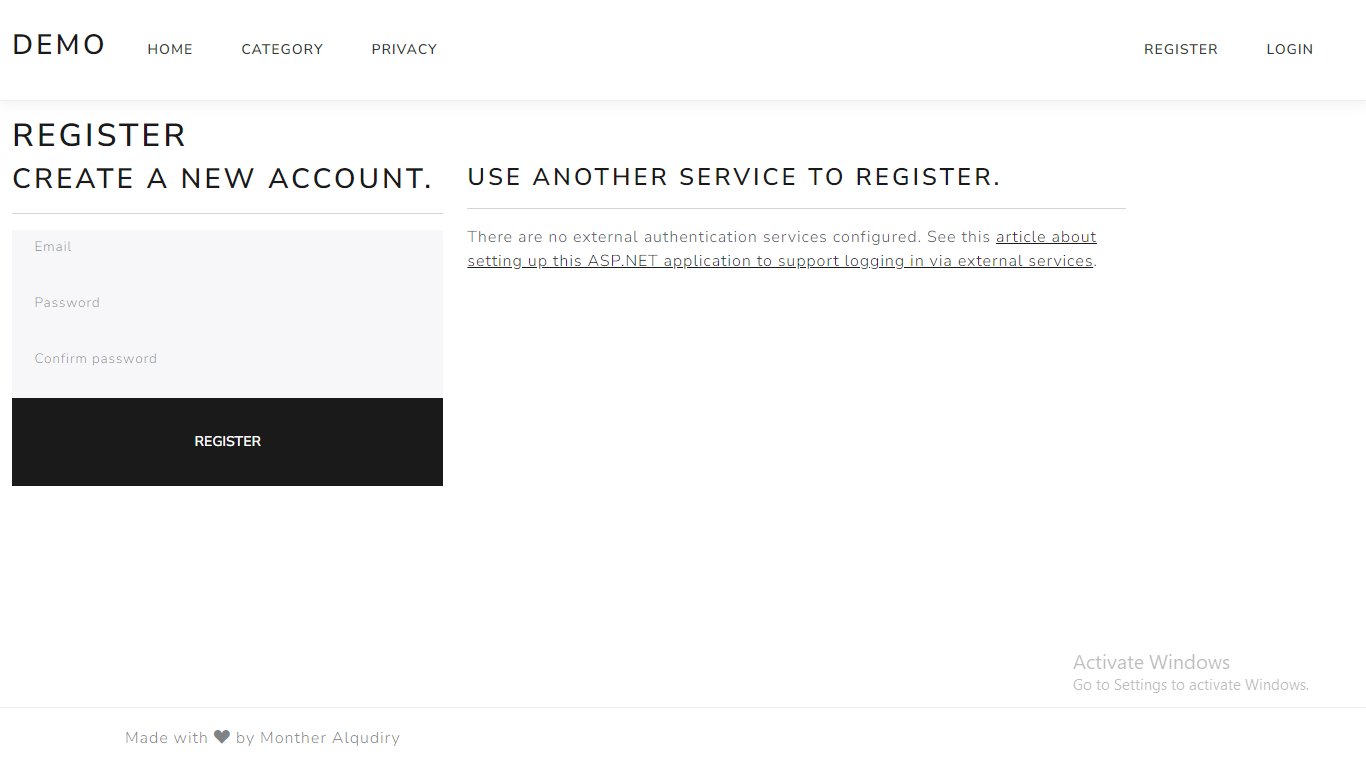 DEMO HOME CATEGORY PRIVACY REGISTER LOGIN
REGISTER
CREATE A NEW ACCOUNT.
Email
Password
Confirm password
REGISTER
USE ANOTHER SERVICE TO REGISTER.
There are no external authentication services configured. See this article about
setting up this ASP.NET application to support logging in via external services.
Activate Windows
Go to Settings to activate Windows.
Made with ❤ by Monther Alqudiry